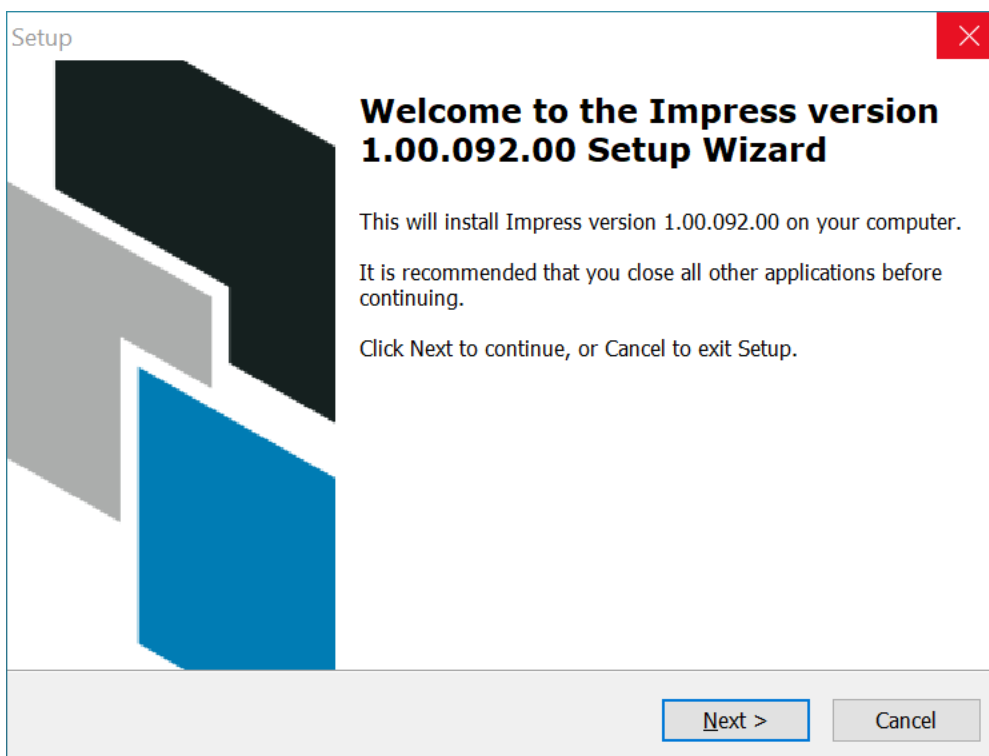 Setup
Welcome to the Impress version
1.00.092.00 Setup Wizard
This will install Impress version 1.00.092.00 on your computer.
It is recommended that you close all other applications before
continuing.
Click Next to continue, or Cancel to exit Setup.
Next >
Cancel